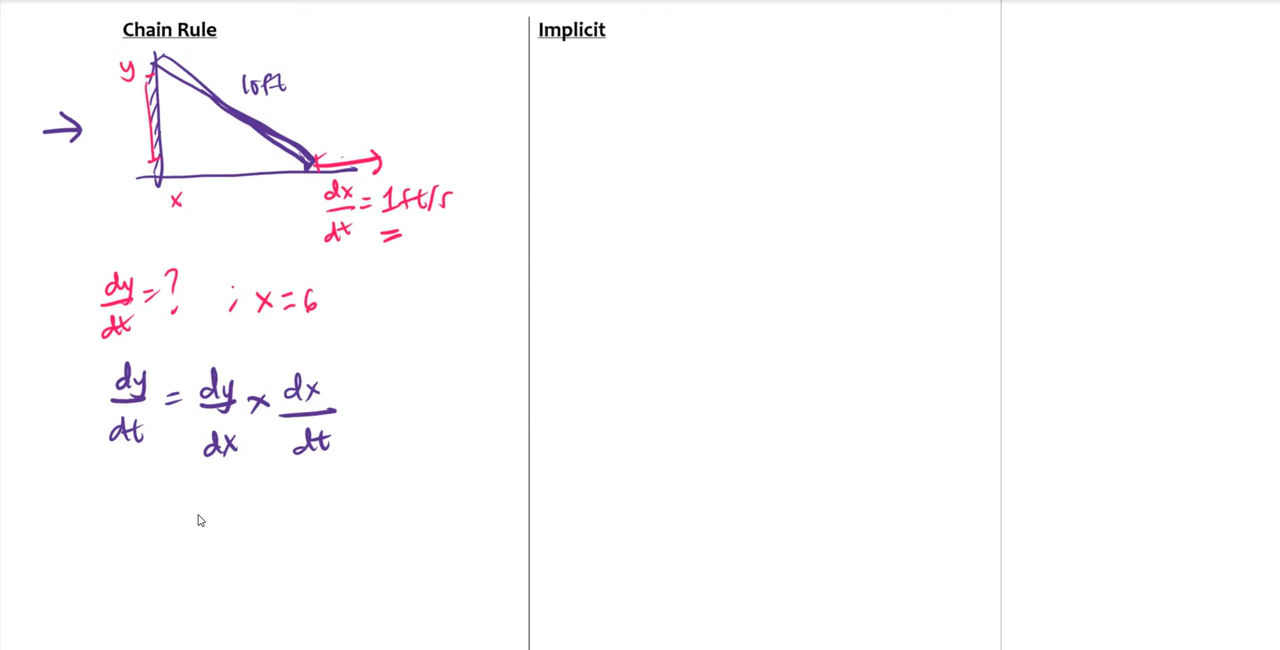 Chain Rule
y
10ft
x
dx/dt = 1ft/s
dy/dt = ? ; x = 6
dy/dt = dy/dx × dx/dt
Implicit